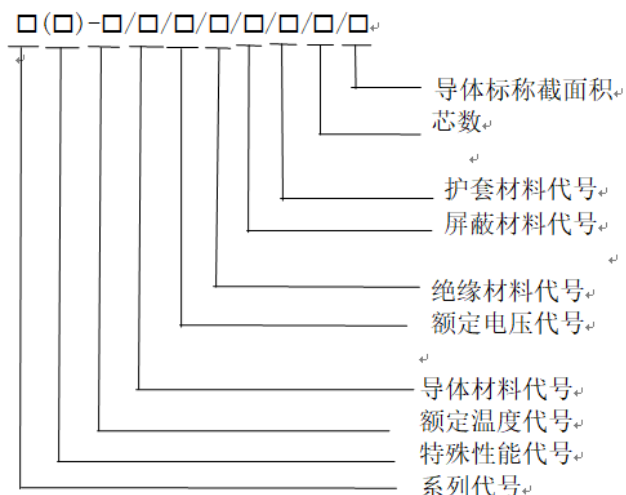 □(□)-□/□/□/□/□/□/□/□
导体标称截面积
芯数
护套材料代号
屏蔽材料代号
绝缘材料代号
额定电压代号
导体材料代号
额定温度代号
特殊性能代号
系列代号